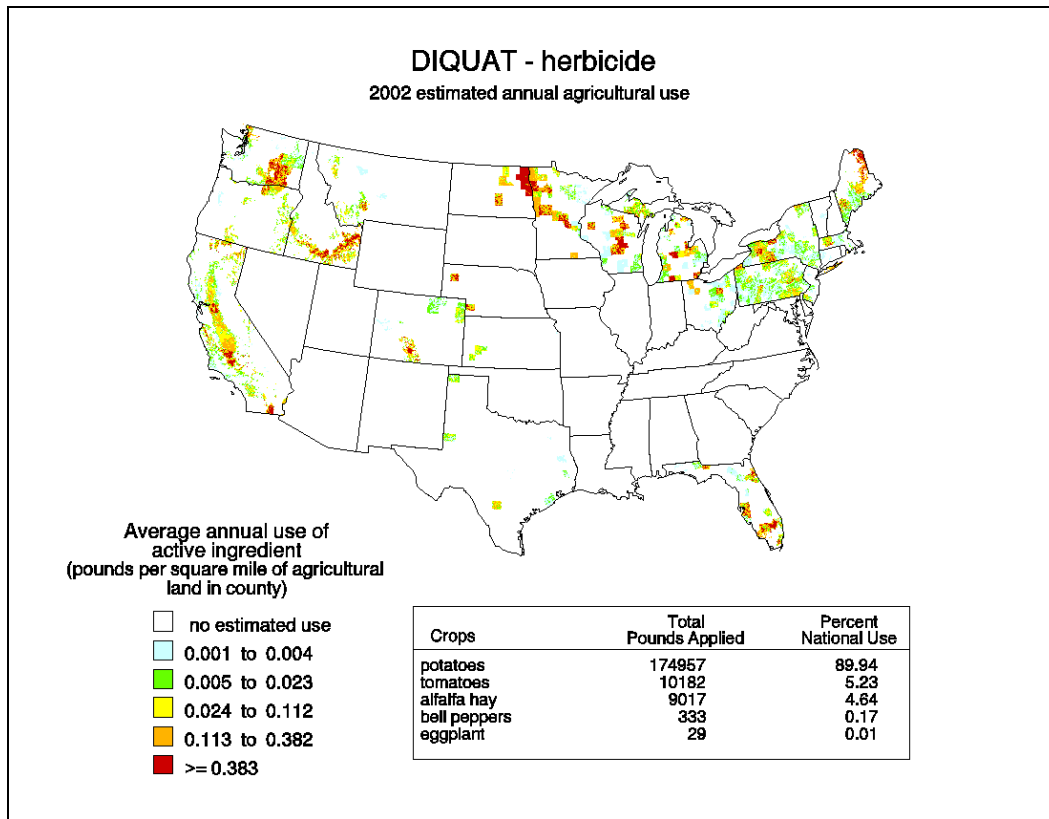 DIQUAT - herbicide
2002 estimated annual agricultural use
Average annual use of
active ingredient
(pounds per square mile of agricultural
land in county)
no estimated use
0.001 to 0.004
0.005 to 0.023
0.024 to 0.112
0.113 to 0.382
>= 0.383
Crops Total Pounds Applied Percent National Use
potatoes 174957 89.94
tomatoes 10182 5.23
alfalfa hay 9017 4.64
bell peppers 333 0.17
eggplant 29 0.01